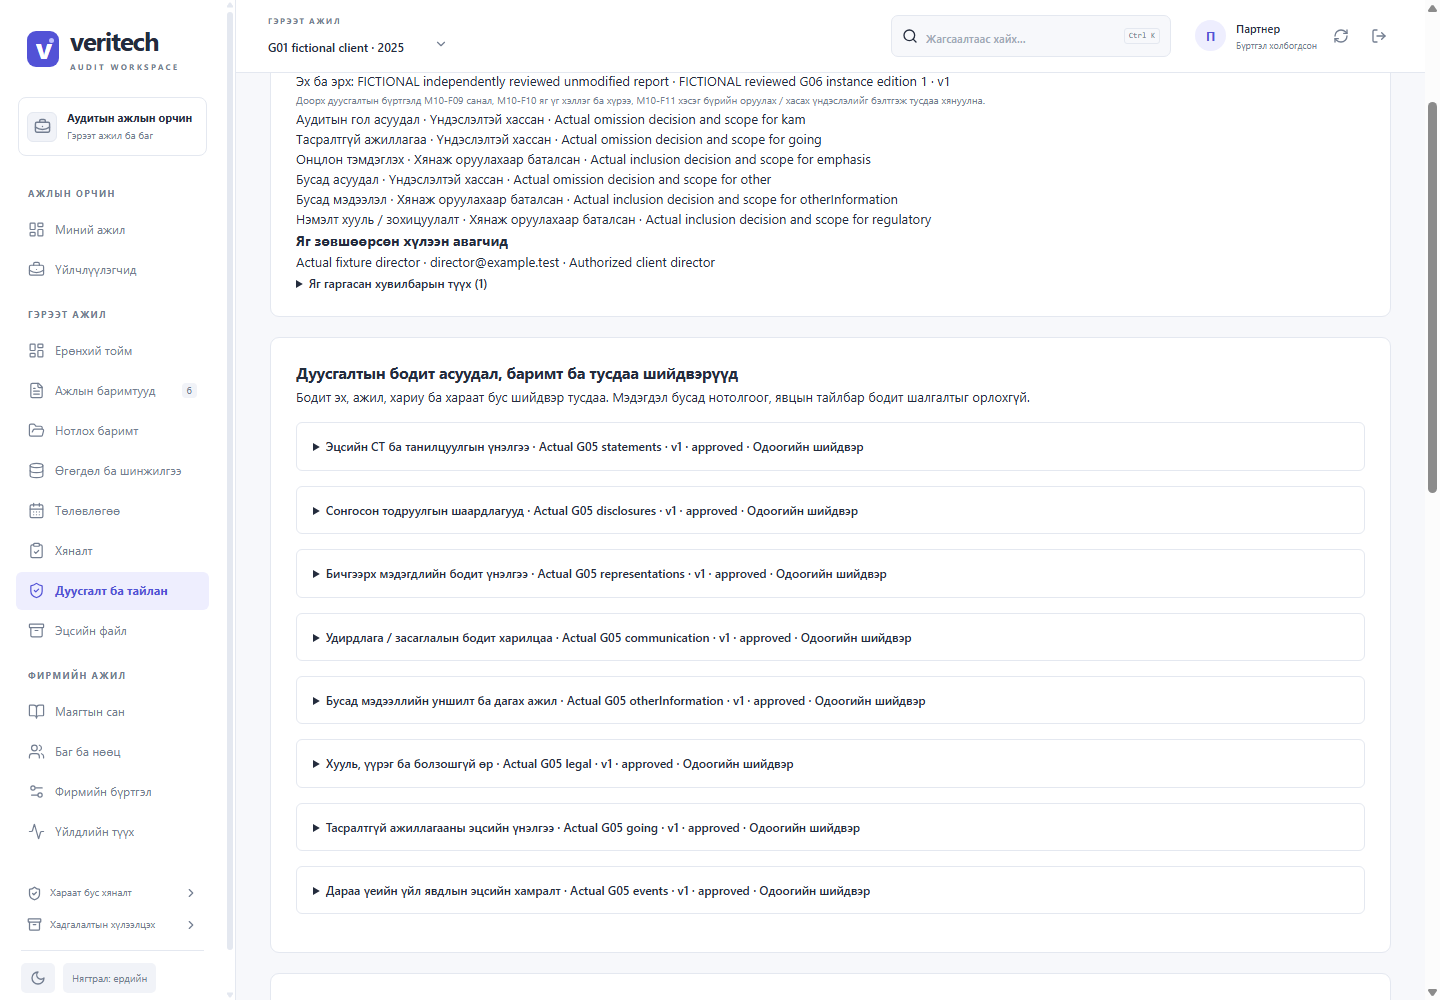 veritech
AUDIT WORKSPACE
Аудитын ажлын орчин
Гэрээт ажил ба баг
АЖЛЫН ОРЧИН
Миний ажил
Үйлчлүүлэгчид
ГЭРЭЭТ АЖИЛ
Ерөнхий тойм
Ажлын баримтууд 6
Нотлох баримт
Өгөгдөл ба шинжилгээ
Төлөвлөгөө
Хяналт
Дуусгалт ба тайлан
Эцсийн файл
ФИРМИЙН АЖИЛ
Маягтын сан
Баг ба нөөц
Фирмийн бүртгэл
Үйлдлийн түүх
Хараат бус хяналт
Хадгалалтын хүлээлцэх
Нягтрал: ердийн
ГЭРЭЭТ АЖИЛ
G01 fictional client · 2025
Жагсаалтаас хайх... Ctrl K
П
Партнер
Бүртгэл холбогдсон
Эх ба эрх: FICTIONAL independently reviewed unmodified report · FICTIONAL reviewed G06 instance edition 1 · v1
Доорх дуусгалтын бүртгэлд M10-F09 санал, M10-F10 яг үг хэллэг ба хүрээ, M10-F11 хэсэг бүрийн оруулах / хасах үндэслэлийг бэлтгэж тусдаа хянуулна.
Аудитын гол асуудал · Үндэслэлтэй хассан · Actual omission decision and scope for kam
Тасралтгүй ажиллагаа · Үндэслэлтэй хассан · Actual omission decision and scope for going
Онцлон тэмдэглэх · Хянаж оруулахаар баталсан · Actual inclusion decision and scope for emphasis
Бусад асуудал · Үндэслэлтэй хассан · Actual omission decision and scope for other
Бусад мэдээлэл · Хянаж оруулахаар баталсан · Actual inclusion decision and scope for otherInformation
Нэмэлт хууль / зохицуулалт · Хянаж оруулахаар баталсан · Actual inclusion decision and scope for regulatory
Яг зөвшөөрсөн хүлээн авагчид
Actual fixture director · director@example.test · Authorized client director
Яг гаргасан хувилбарын түүх (1)
Дуусгалтын бодит асуудал, баримт ба тусдаа шийдвэрүүд
Бодит эх, ажил, хариу ба хараат бус шийдвэр тусдаа. Мэдэгдэл бусад нотолгоог, явцын тайлбар бодит шалгалтыг орлохгүй.
Эцсийн СТ ба танилцуулгын үнэлгээ · Actual G05 statements · v1 · approved · Одоогийн шийдвэр
Сонгосон тодруулгын шаардлагууд · Actual G05 disclosures · v1 · approved · Одоогийн шийдвэр
Бичгээрх мэдэгдлийн бодит үнэлгээ · Actual G05 representations · v1 · approved · Одоогийн шийдвэр
Удирдлага / засаглалын бодит харилцаа · Actual G05 communication · v1 · approved · Одоогийн шийдвэр
Бусад мэдээллийн уншилт ба дагах ажил · Actual G05 otherInformation · v1 · approved · Одоогийн шийдвэр
Хууль, үүрэг ба болзошгүй өр · Actual G05 legal · v1 · approved · Одоогийн шийдвэр
Тасралтгүй ажиллагааны эцсийн үнэлгээ · Actual G05 going · v1 · approved · Одоогийн шийдвэр
Дараа үеийн үйл явдлын эцсийн хамралт · Actual G05 events · v1 · approved · Одоогийн шийдвэр